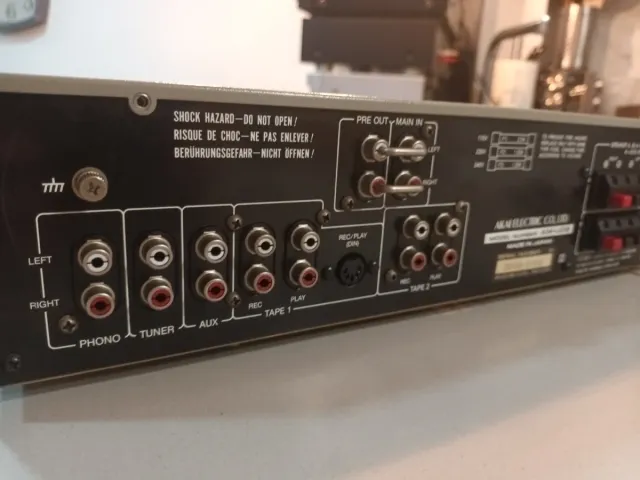 SHOCK HAZARD—DO NOT OPEN!
RISQUE DE CHOC—NE PAS ENLEVER!
BERÜHRUNGSGEFAHR—NICHT ÖFFNEN!
PRE OUT
MAIN IN
LEFT
RIGHT
LEFT
RIGHT
PHONO
TUNER
AUX
REC
PLAY
TAPE 1
REC/PLAY
(DIN)
REC
PLAY
TAPE 2
AKAI ELECTRIC CO., LTD.
MADE IN JAPAN